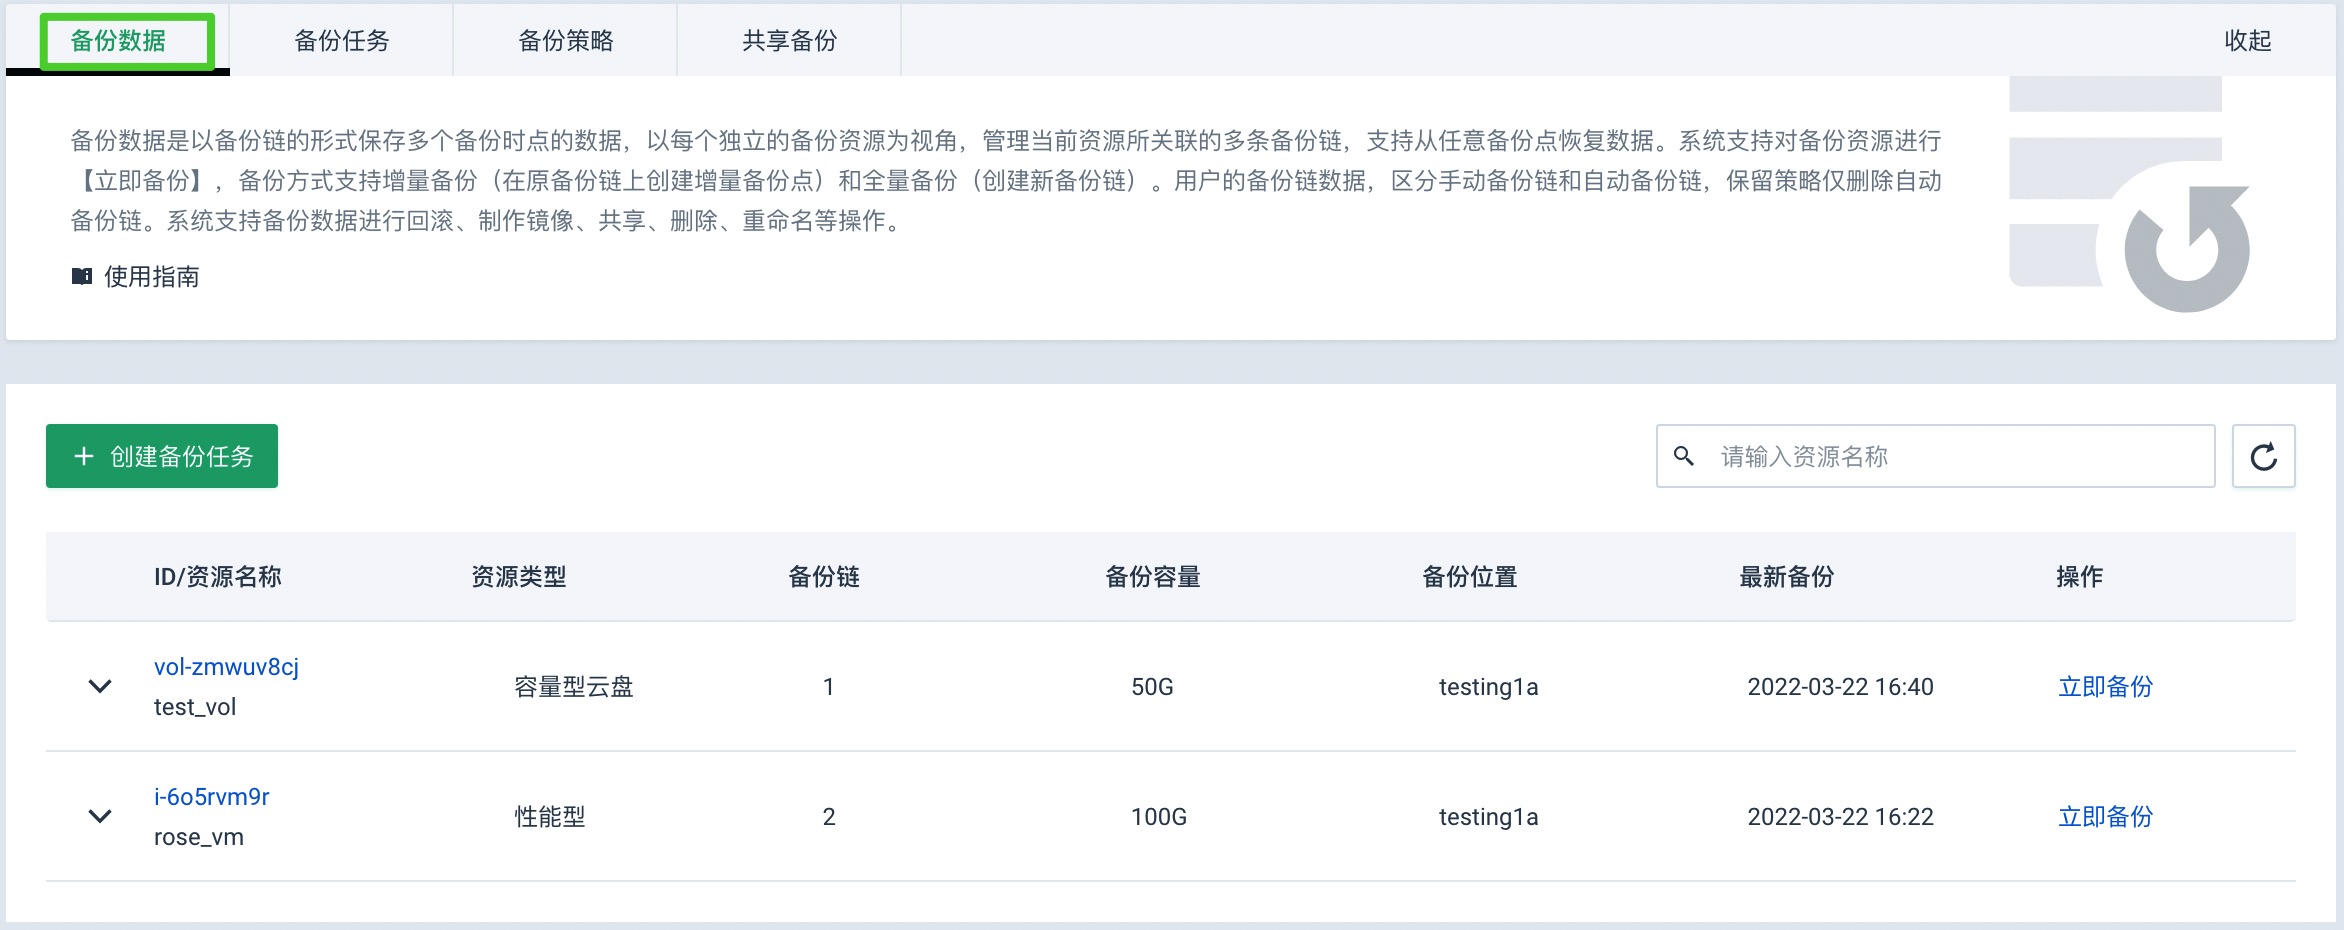 备份数据
备份任务
备份策略
共享备份
收起
备份数据是以备份链的形式保存多个备份时点的数据，以每个独立的备份资源为视角，管理当前资源所关联的多条备份链，支持从任意备份点恢复数据。系统支持对备份资源进行
【立即备份】，备份方式支持增量备份（在原备份链上创建增量备份点）和全量备份（创建新备份链）。用户的备份链数据，区分手动备份链和自动备份链，保留策略仅删除自动
备份链。系统支持备份数据进行回滚、制作镜像、共享、删除、重命名等操作。
使用指南
+ 创建备份任务
请输入资源名称
ID/资源名称 资源类型 备份链 备份容量 备份位置 最新备份 操作
vol-zmwuv8cj
test_vol
容量型云盘 1 50G testing1a 2022-03-22 16:40 立即备份
i-6o5rvm9r
rose_vm
性能型 2 100G testing1a 2022-03-22 16:22 立即备份